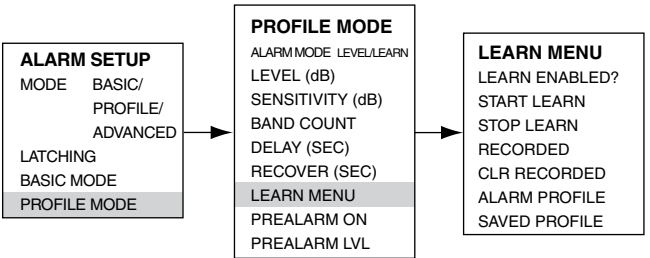 ALARM SETUP
MODE BASIC/
PROFILE/
ADVANCED
LATCHING
BASIC MODE
PROFILE MODE
PROFILE MODE
ALARM MODE LEVEL/LEARN
LEVEL (dB)
SENSITIVITY (dB)
BAND COUNT
DELAY (SEC)
RECOVER (SEC)
LEARN MENU
PREALARM ON
PREALARM LVL
LEARN MENU
LEARN ENABLED?
START LEARN
STOP LEARN
RECORDED
CLR RECORDED
ALARM PROFILE
SAVED PROFILE